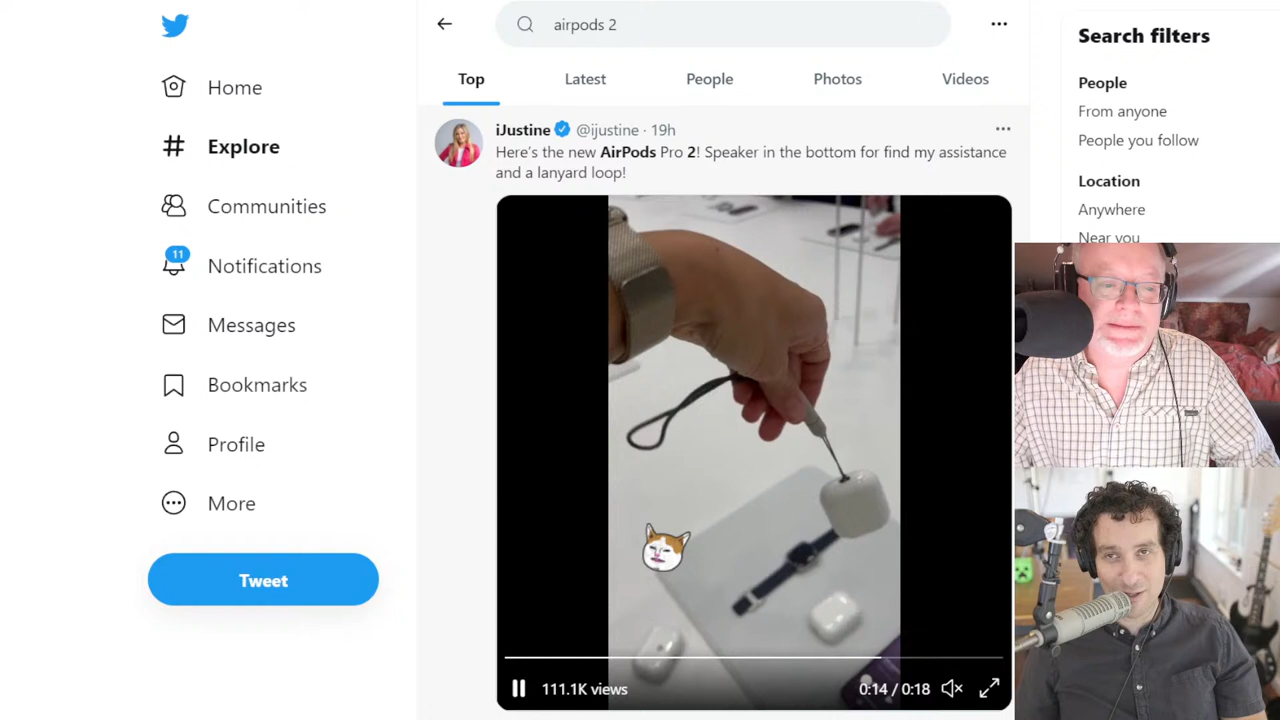 airpods 2
Top
Latest
People
Photos
Videos
Home
Explore
Communities
11
Notifications
Messages
Bookmarks
Profile
More
Tweet
iJustine @ijustine · 19h
Here's the new AirPods Pro 2! Speaker in the bottom for find my assistance
and a lanyard loop!
111.1K views
0:14 / 0:18
Search filters
People
From anyone
People you follow
Location
Anywhere
Near you